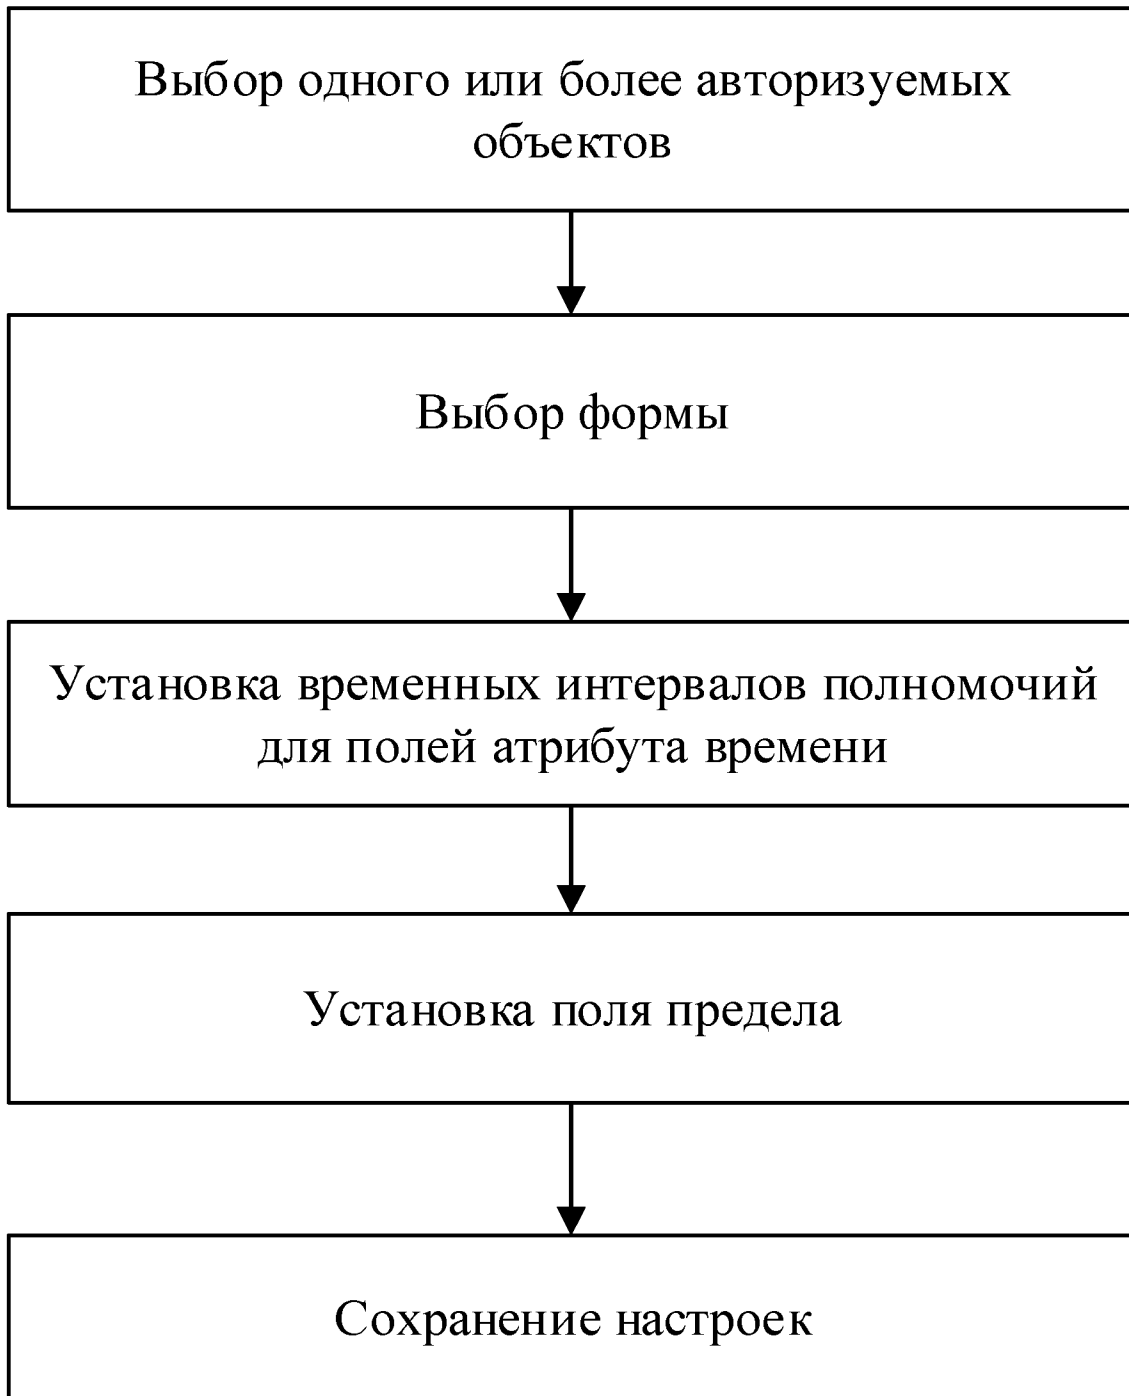 Выбор одного или более авторизуемых
объектов
Выбор формы
Установка временных интервалов полномочий
для полей атрибута времени
Установка поля предела
Сохранение настроек